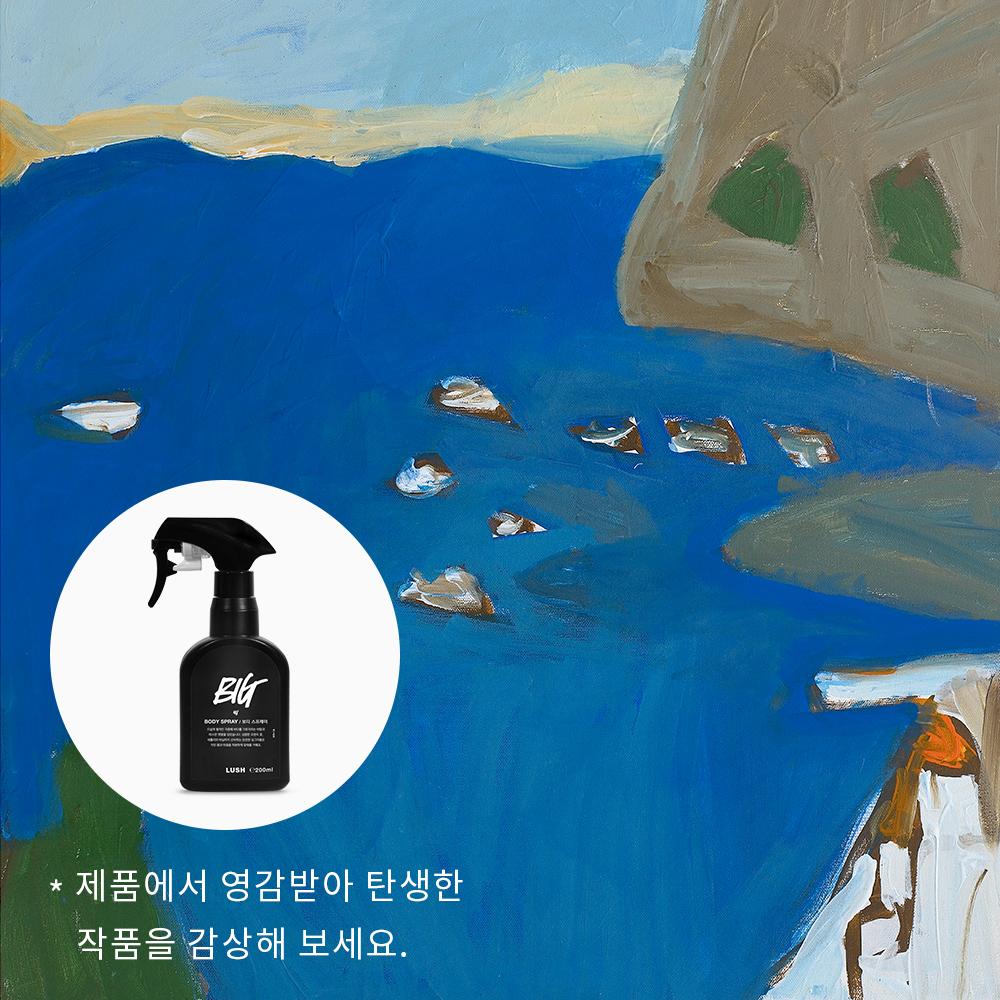 BIG
빅
BODY SPRAY / 보디 스프레이
LUSH ℮200ml
* 제품에서 영감받아 탄생한
작품을 감상해 보세요.